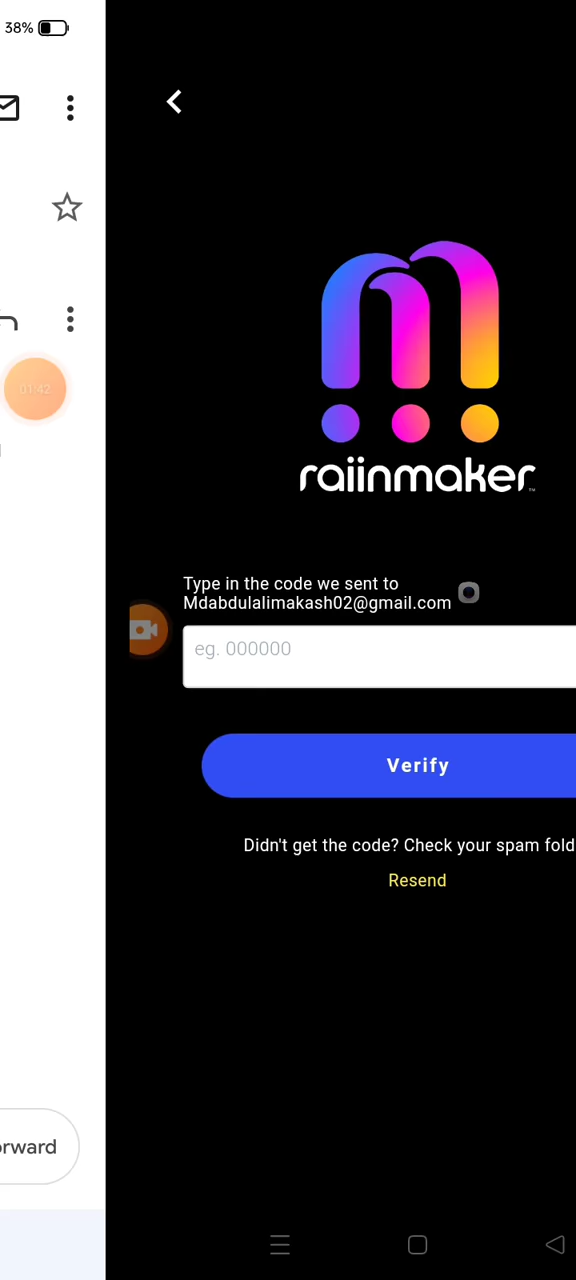 38%
01:42
orward
raiinmaker
Type in the code we sent to
Mdabdulalimakash02@gmail.com
eg. 000000
Verify
Didn't get the code? Check your spam fold
Resend